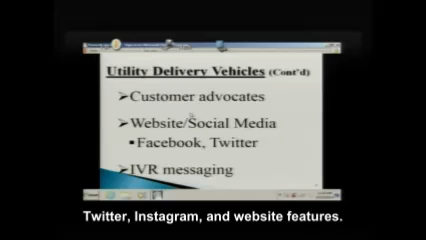 Utility Delivery Vehicles (Cont'd)
➢Customer advocates
➢Website/Social Media
▪Facebook, Twitter
➢IVR messaging
Twitter, Instagram, and website features.